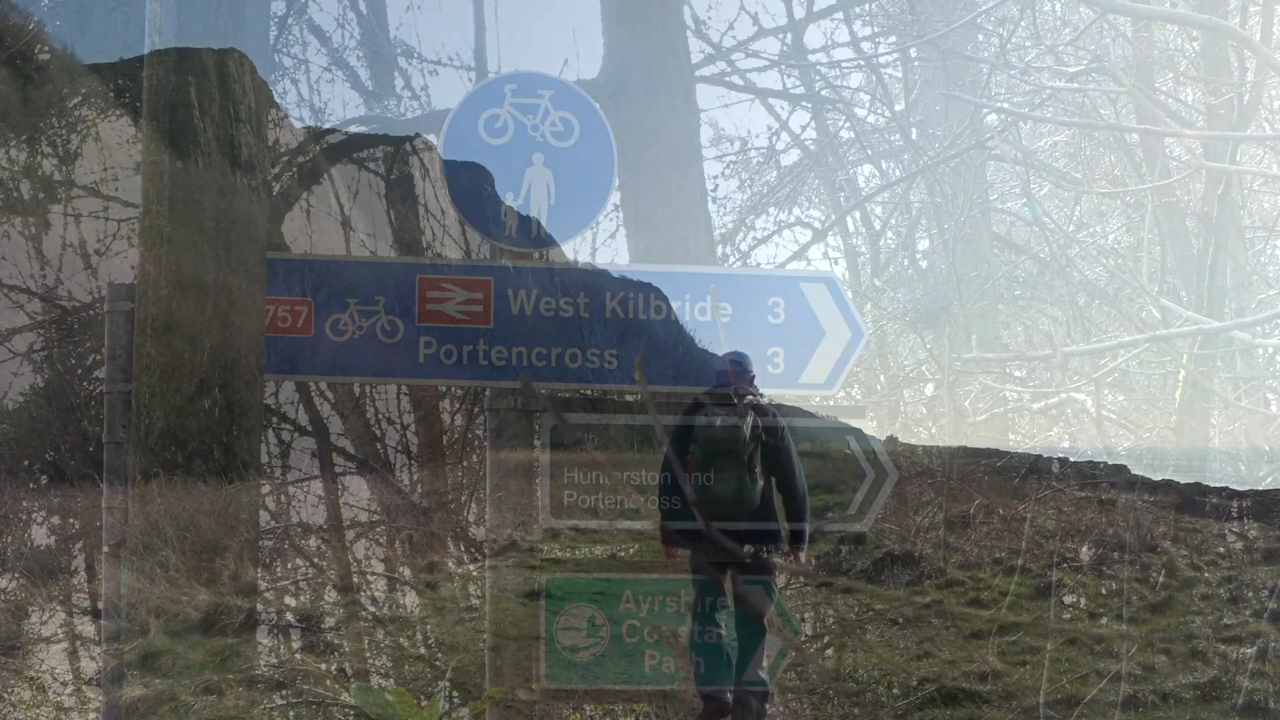 757 West Kilbride 3
Portencross 3
Hunterston and
Portencross
Ayrshire
Coastal
Path